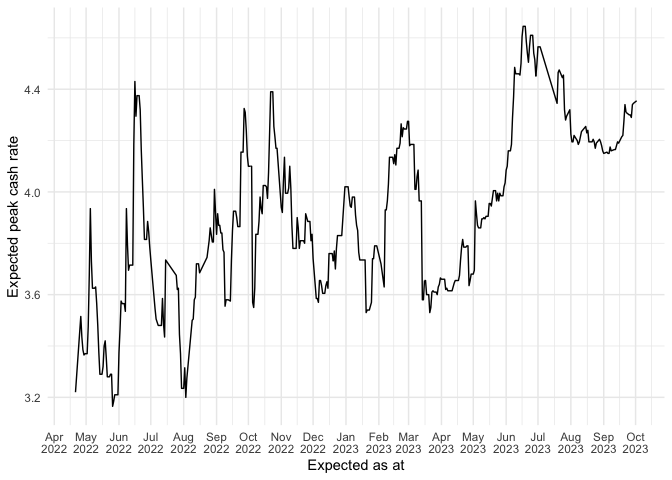 Expected peak cash rate
4.4
4.0
3.6
3.2
Apr May Jun Jul Aug Sep Oct Nov Dec Jan Feb Mar Apr May Jun Jul Aug Sep Oct
2022 2022 2022 2022 2022 2022 2022 2022 2022 2023 2023 2023 2023 2023 2023 2023 2023 2023 2023
Expected as at